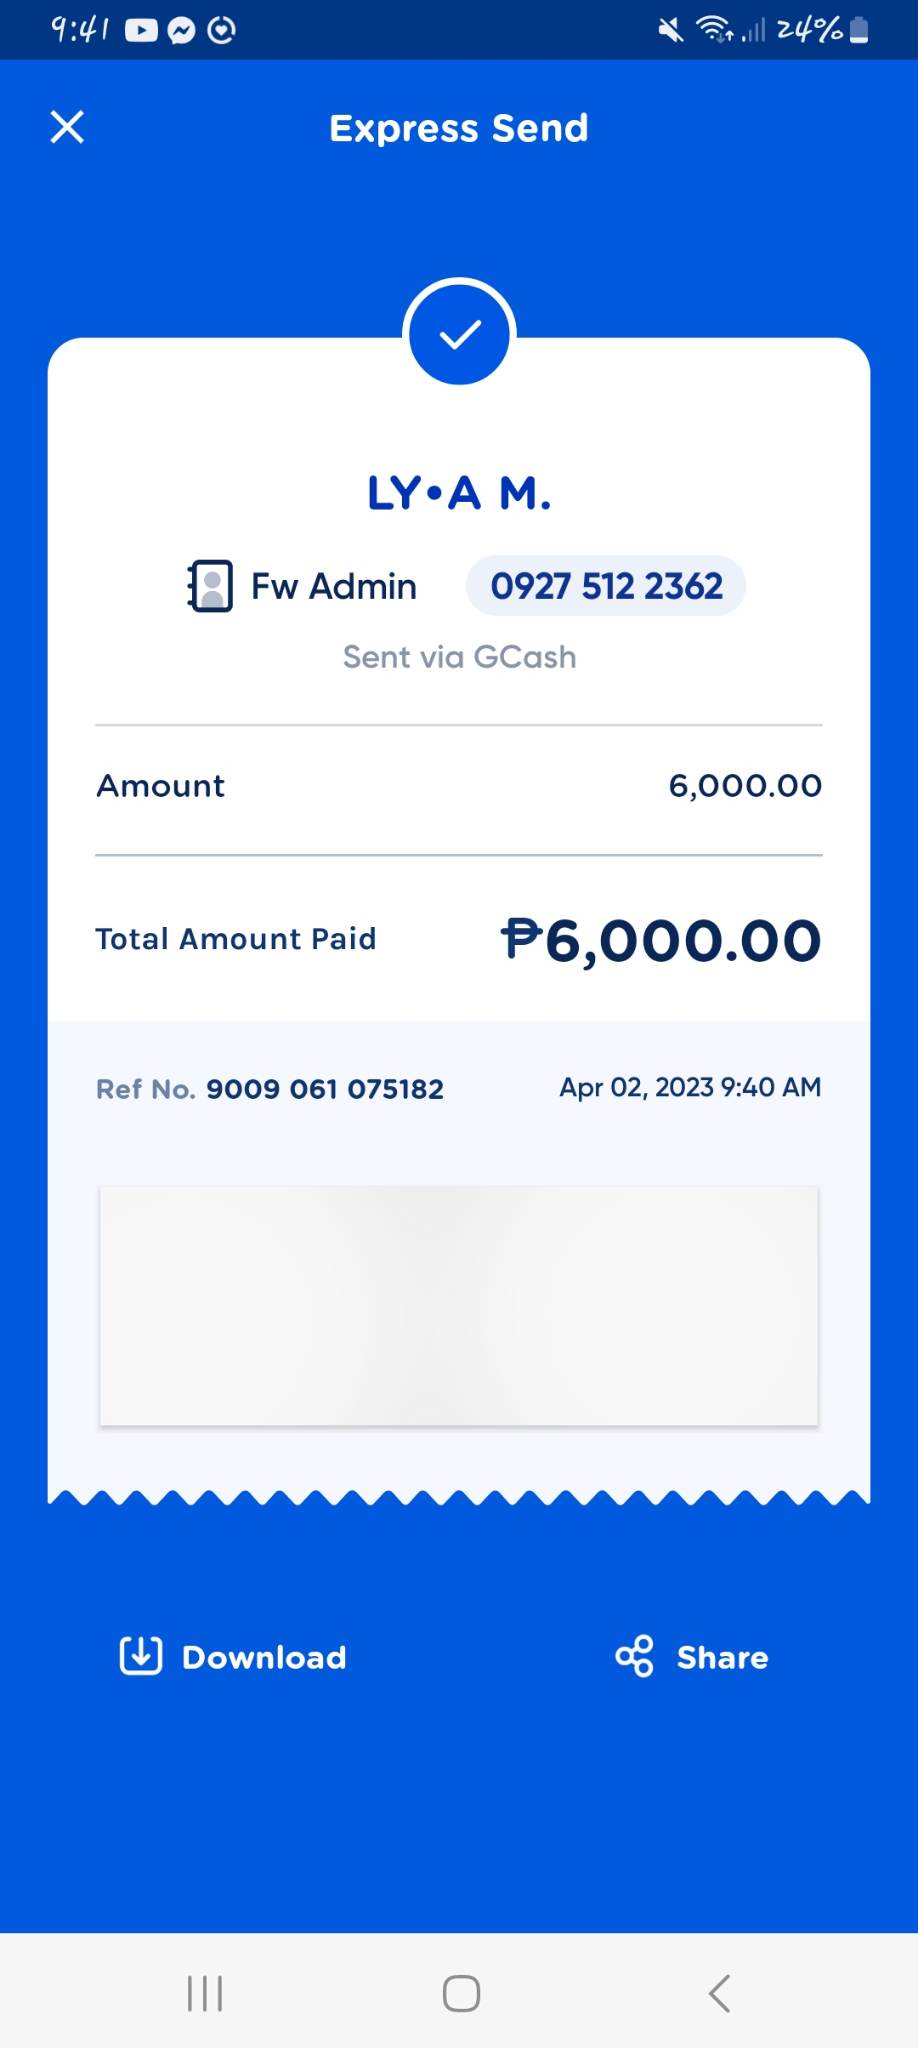 9:41
24%
Express Send
LY•A M.
Fw Admin 0927 512 2362
Sent via GCash
Amount 6,000.00
Total Amount Paid ₱6,000.00
Ref No. 9009 061 075182 Apr 02, 2023 9:40 AM
Download Share